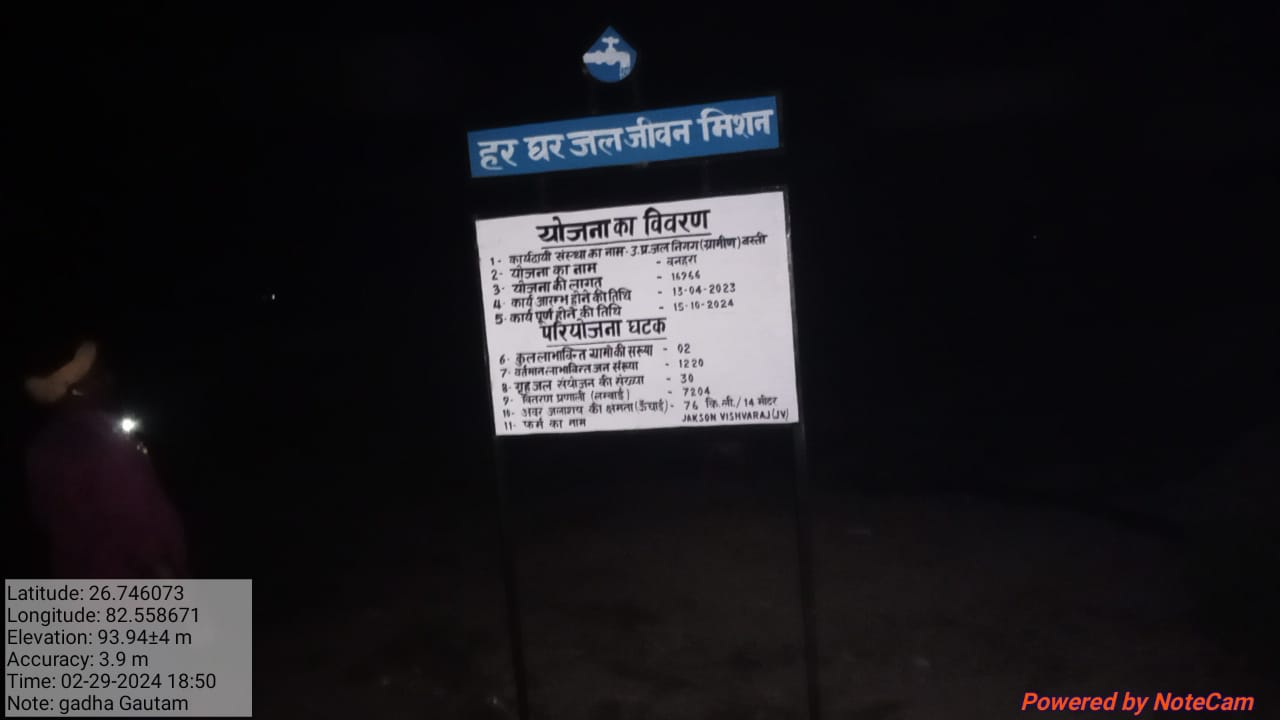 हर घर जल जीवन मिशन
योजना का विवरण
1- कार्यदायी संस्था का नाम- उ.प्र.जल निगम(ग्रामीण) बस्ती
2- योजना का नाम - बनहरा
3- योजना की लागत - 16766
4- कार्य आरम्भ होने की तिथि - 13-04-2023
5- कार्य पूर्ण होने की तिथि - 15-10-2024
परियोजना घटक
6- कुल लाभान्वित ग्रामो की संख्या - 02
7- वर्तमान लाभान्वित जन संख्या - 1220
8- गृह जल संयोजन की संख्या - 30
9- वितरण प्रणाली (लम्बाई) - 7204
10- अवर जलाशय की क्षमता (ऊँचाई)- 76 कि.ली./14 मीटर
11- फर्म का नाम JAKSON VISHVARAJ(JV)
Latitude: 26.746073
Longitude: 82.558671
Elevation: 93.94±4 m
Accuracy: 3.9 m
Time: 02-29-2024 18:50
Note: gadha Gautam
Powered by NoteCam